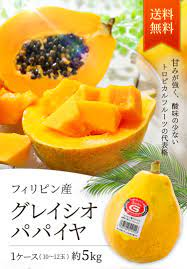 送料
無料
甘みが強く、
酸味の少ない
トロピカルフルーツの代表格
フィリピン産
グレイシオ
パパイヤ
1ケース（10～12玉）約5kg